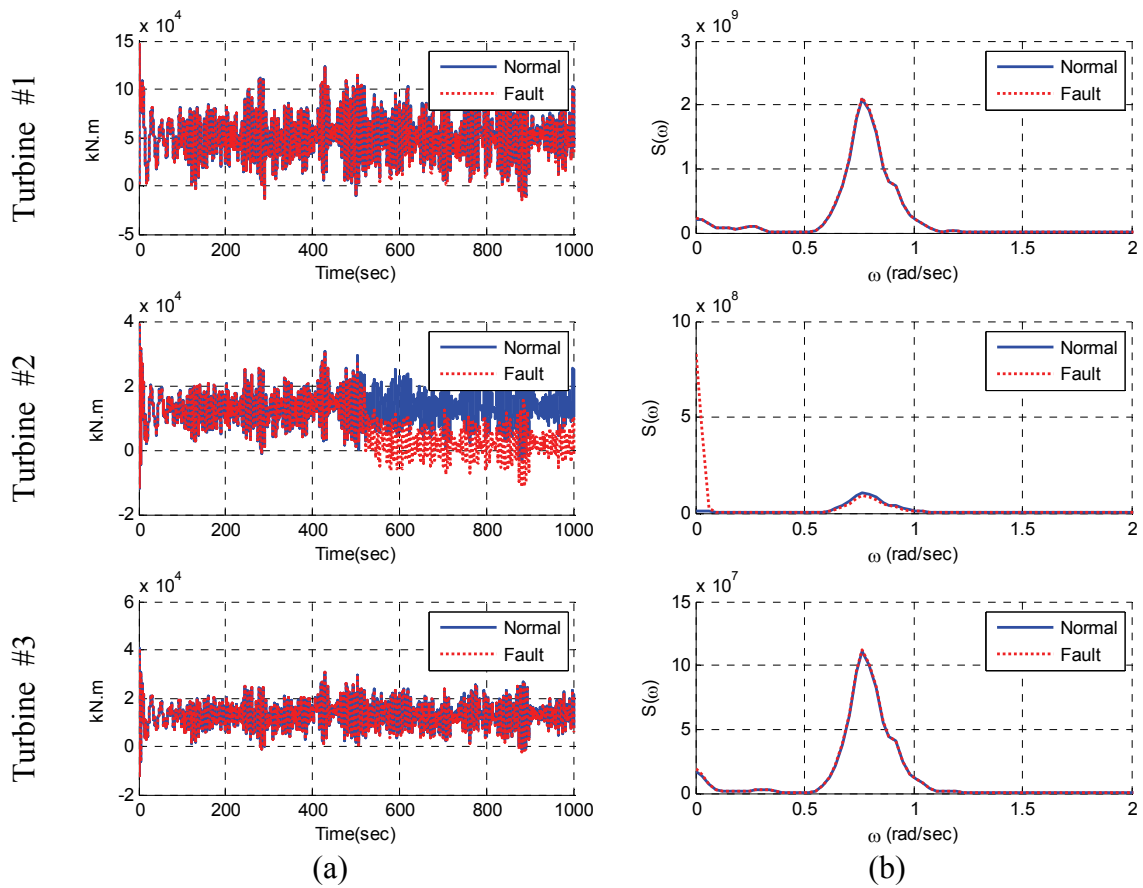 x 10^4
15
10
5
0
-5
kN.m
0 200 400 600 800 1000
Time(sec)
Normal
Fault
Turbine #1
x 10^9
3
2
1
0
S(ω)
0 0.5 1 1.5 2
ω (rad/sec)
Normal
Fault
x 10^4
4
2
0
-2
kN.m
0 200 400 600 800 1000
Time(sec)
Normal
Fault
Turbine #2
x 10^8
10
5
0
S(ω)
0 0.5 1 1.5 2
ω (rad/sec)
Normal
Fault
x 10^4
6
4
2
0
-2
kN.m
0 200 400 600 800 1000
Time(sec)
Normal
Fault
Turbine #3
x 10^7
15
10
5
0
S(ω)
0 0.5 1 1.5 2
ω (rad/sec)
Normal
Fault
(a) (b)